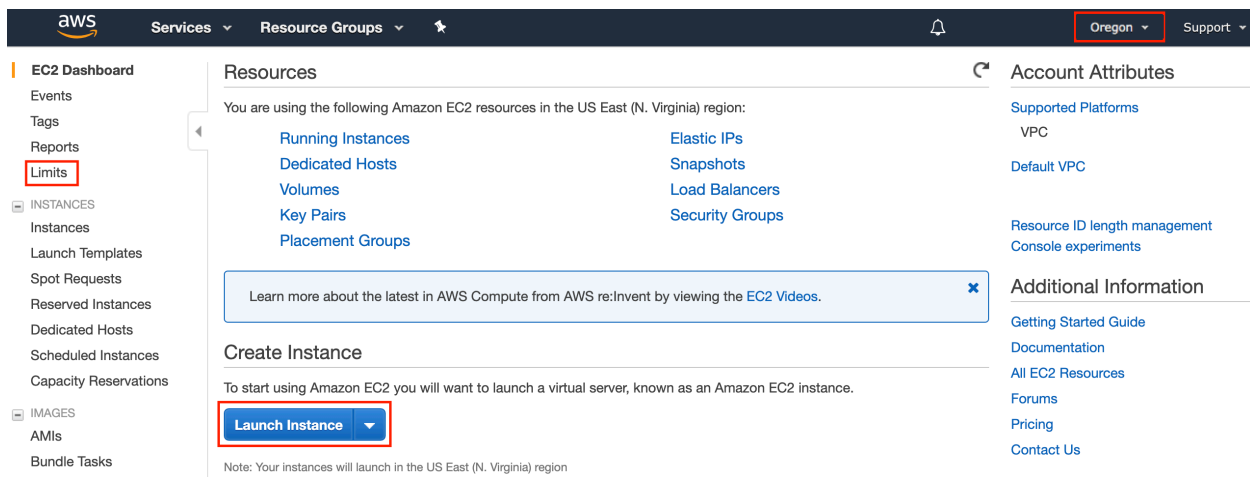 aws Services Resource Groups Oregon Support
EC2 Dashboard
Events
Tags
Reports
Limits
INSTANCES
Instances
Launch Templates
Spot Requests
Reserved Instances
Dedicated Hosts
Scheduled Instances
Capacity Reservations
IMAGES
AMIs
Bundle Tasks
Resources
You are using the following Amazon EC2 resources in the US East (N. Virginia) region:
Running Instances
Dedicated Hosts
Volumes
Key Pairs
Placement Groups
Elastic IPs
Snapshots
Load Balancers
Security Groups
Learn more about the latest in AWS Compute from AWS re:Invent by viewing the EC2 Videos.
Create Instance
To start using Amazon EC2 you will want to launch a virtual server, known as an Amazon EC2 instance.
Launch Instance
Note: Your instances will launch in the US East (N. Virginia) region
Account Attributes
Supported Platforms
VPC
Default VPC
Resource ID length management
Console experiments
Additional Information
Getting Started Guide
Documentation
All EC2 Resources
Forums
Pricing
Contact Us